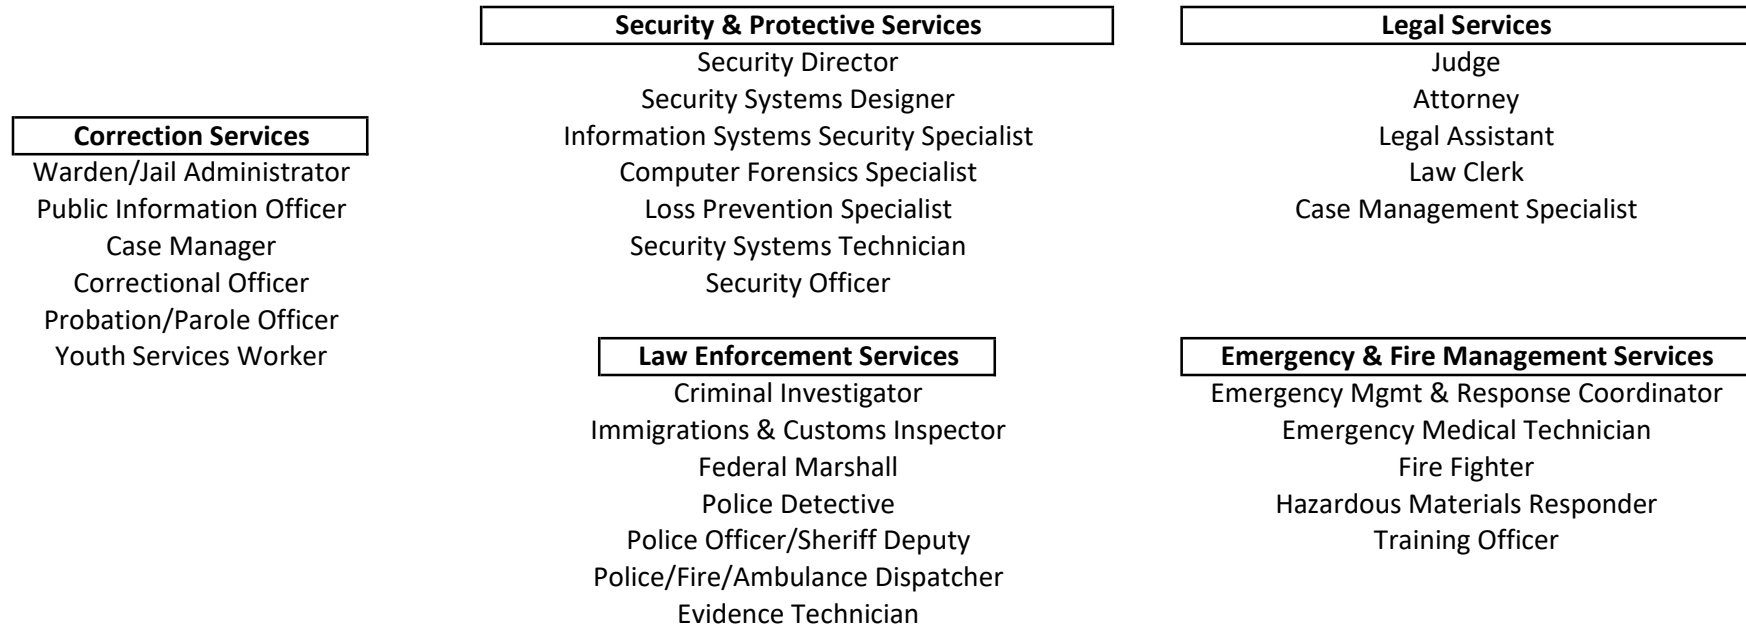 Correction Services
Warden/Jail Administrator
Public Information Officer
Case Manager
Correctional Officer
Probation/Parole Officer
Youth Services Worker
Security & Protective Services
Security Director
Security Systems Designer
Information Systems Security Specialist
Computer Forensics Specialist
Loss Prevention Specialist
Security Systems Technician
Security Officer
Law Enforcement Services
Criminal Investigator
Immigrations & Customs Inspector
Federal Marshall
Police Detective
Police Officer/Sheriff Deputy
Police/Fire/Ambulance Dispatcher
Evidence Technician
Legal Services
Judge
Attorney
Legal Assistant
Law Clerk
Case Management Specialist
Emergency & Fire Management Services
Emergency Mgmt & Response Coordinator
Emergency Medical Technician
Fire Fighter
Hazardous Materials Responder
Training Officer